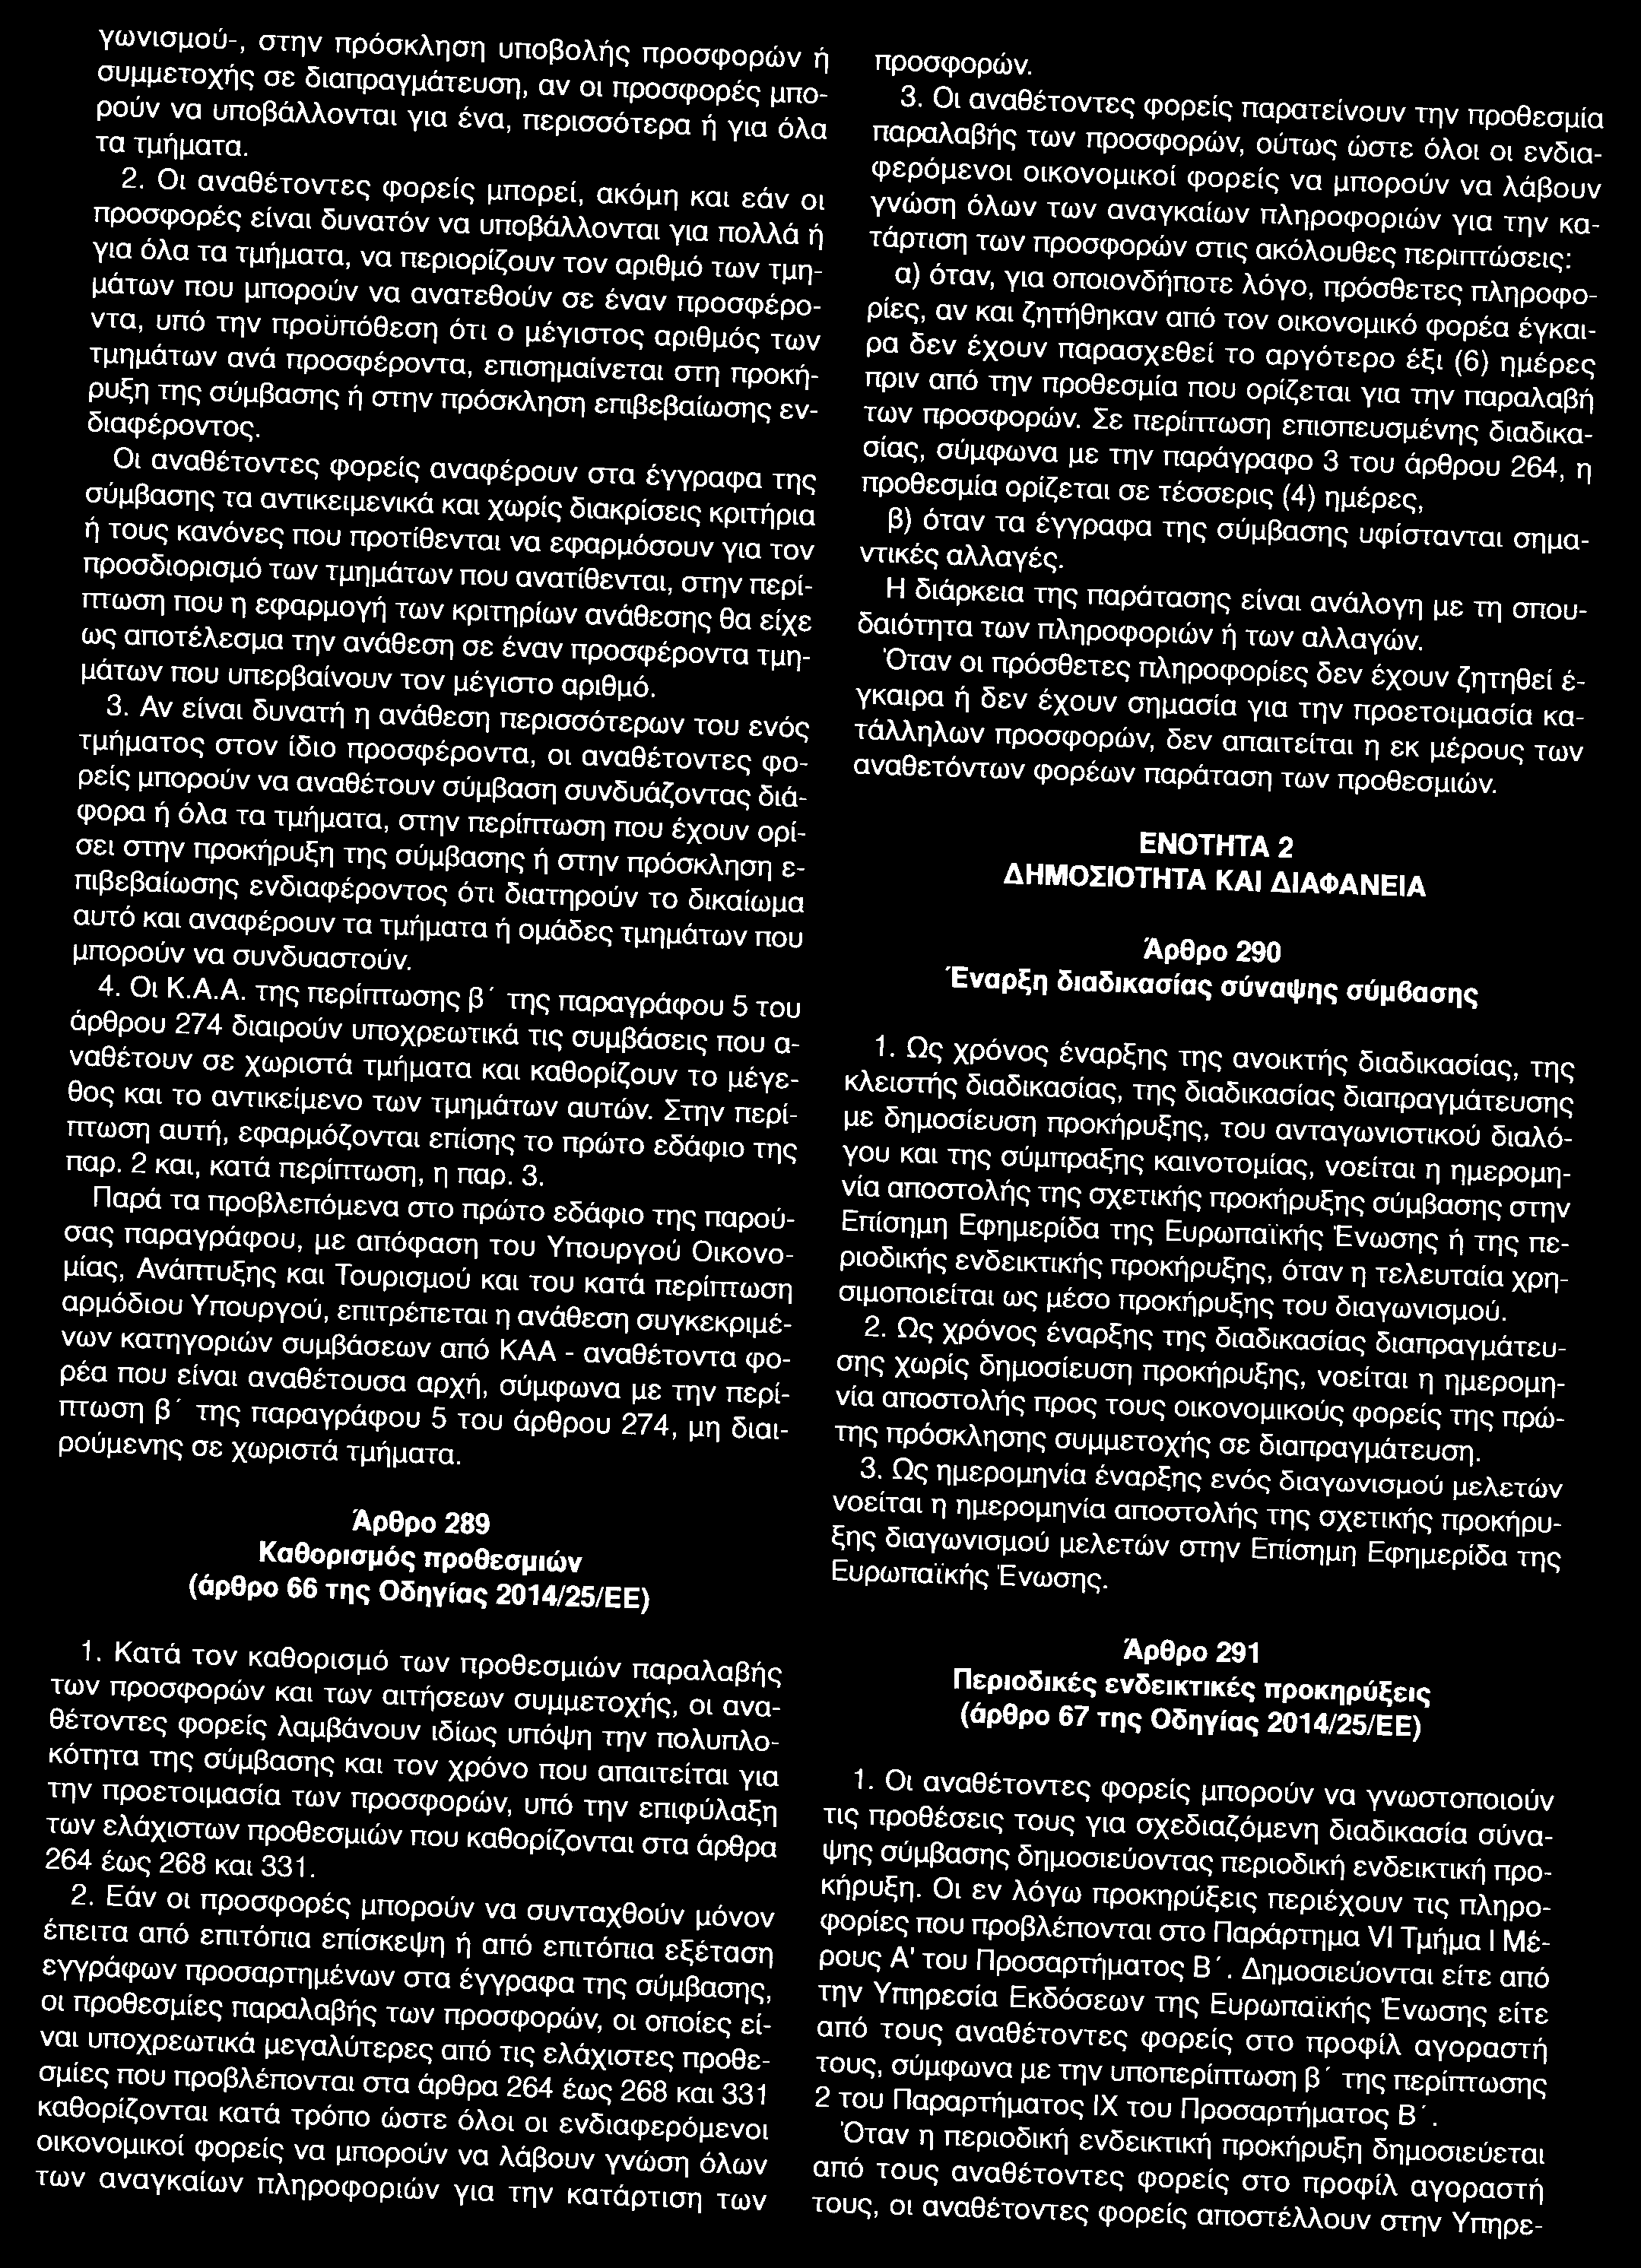 γωνισμού-, στην πρόσκληση υποβολής προσφορών ή
συμμετοχής σε διαπραγμάτευση, αν οι προσφορές μπο-
ρούν να υποβάλλονται για ένα, περισσότερα ή για όλα
τα τμήματα.
2. Οι αναθέτοντες φορείς μπορεί, ακόμη και εάν οι
προσφορές είναι δυνατόν να υποβάλλονται για πολλά ή
για όλα τα τμήματα, να περιορίζουν τον αριθμό των τμη-
μάτων που μπορούν να ανατεθούν σε έναν προσφέρο-
ντα, υπό την προϋπόθεση ότι ο μέγιστος αριθμός των
τμημάτων ανά προσφέροντα, επισημαίνεται στη προκή-
ρυξη της σύμβασης ή στην πρόσκληση επιβεβαίωσης εν-
διαφέροντος.
Οι αναθέτοντες φορείς αναφέρουν στα έγγραφα της
σύμβασης τα αντικειμενικά και χωρίς διακρίσεις κριτήρια
ή τους κανόνες που προτίθενται να εφαρμόσουν για τον
προσδιορισμό των τμημάτων που ανατίθενται, στην περί-
πτωση που η εφαρμογή των κριτηρίων ανάθεσης θα είχε
ως αποτέλεσμα την ανάθεση σε έναν προσφέροντα τμη-
μάτων που υπερβαίνουν τον μέγιστο αριθμό.
3. Αν είναι δυνατή η ανάθεση περισσότερων του ενός
τμήματος στον ίδιο προσφέροντα, οι αναθέτοντες φο-
ρείς μπορούν να αναθέτουν σύμβαση συνδυάζοντας διά-
φορα ή όλα τα τμήματα, στην περίπτωση που έχουν ορί-
σει στην προκήρυξη της σύμβασης ή στην πρόσκληση ε-
πιβεβαίωσης ενδιαφέροντος ότι διατηρούν το δικαίωμα
αυτό και αναφέρουν τα τμήματα ή ομάδες τμημάτων που
μπορούν να συνδυαστούν.
4. Οι Κ.Α.Α. της περίπτωσης β΄ της παραγράφου 5 του
άρθρου 274 διαιρούν υποχρεωτικά τις συμβάσεις που α-
ναθέτουν σε χωριστά τμήματα και καθορίζουν το μέγε-
θος και το αντικείμενο των τμημάτων αυτών. Στην περί-
πτωση αυτή, εφαρμόζονται επίσης το πρώτο εδάφιο της
παρ. 2 και, κατά περίπτωση, η παρ. 3.
Παρά τα προβλεπόμενα στο πρώτο εδάφιο της παρού-
σας παραγράφου, με απόφαση του Υπουργού Οικονο-
μίας, Ανάπτυξης και Τουρισμού και του κατά περίπτωση
αρμόδιου Υπουργού, επιτρέπεται η ανάθεση συγκεκριμέ-
νων κατηγοριών συμβάσεων από ΚΑΑ - αναθέτοντα φο-
ρέα που είναι αναθέτουσα αρχή, σύμφωνα με την περί-
πτωση β΄ της παραγράφου 5 του άρθρου 274, μη διαι-
ρούμενης σε χωριστά τμήματα.
Άρθρο 289
Καθορισμός προθεσμιών
(άρθρο 66 της Οδηγίας 2014/25/ΕΕ)
1. Κατά τον καθορισμό των προθεσμιών παραλαβής
των προσφορών και των αιτήσεων συμμετοχής, οι ανα-
θέτοντες φορείς λαμβάνουν ιδίως υπόψη την πολυπλο-
κότητα της σύμβασης και τον χρόνο που απαιτείται για
την προετοιμασία των προσφορών, υπό την επιφύλαξη
των ελάχιστων προθεσμιών που καθορίζονται στα άρθρα
264 έως 268 και 331.
2. Εάν οι προσφορές μπορούν να συνταχθούν μόνον
έπειτα από επιτόπια επίσκεψη ή από επιτόπια εξέταση
εγγράφων προσαρτημένων στα έγγραφα της σύμβασης,
οι προθεσμίες παραλαβής των προσφορών, οι οποίες εί-
ναι υποχρεωτικά μεγαλύτερες από τις ελάχιστες προθε-
σμίες που προβλέπονται στα άρθρα 264 έως 268 και 331
καθορίζονται κατά τρόπο ώστε όλοι οι ενδιαφερόμενοι
οικονομικοί φορείς να μπορούν να λάβουν γνώση όλων
των αναγκαίων πληροφοριών για την κατάρτιση των
προσφορών.
3. Οι αναθέτοντες φορείς παρατείνουν την προθεσμία
παραλαβής των προσφορών, ούτως ώστε όλοι οι ενδια-
φερόμενοι οικονομικοί φορείς να μπορούν να λάβουν
γνώση όλων των αναγκαίων πληροφοριών για την κα-
τάρτιση των προσφορών στις ακόλουθες περιπτώσεις:
α) όταν, για οποιονδήποτε λόγο, πρόσθετες πληροφο-
ρίες, αν και ζητήθηκαν από τον οικονομικό φορέα έγκαι-
ρα δεν έχουν παρασχεθεί το αργότερο έξι (6) ημέρες
πριν από την προθεσμία που ορίζεται για την παραλαβή
των προσφορών. Σε περίπτωση επισπευσμένης διαδικα-
σίας, σύμφωνα με την παράγραφο 3 του άρθρου 264, η
προθεσμία ορίζεται σε τέσσερις (4) ημέρες,
β) όταν τα έγγραφα της σύμβασης υφίστανται σημα-
ντικές αλλαγές.
Η διάρκεια της παράτασης είναι ανάλογη με τη σπου-
δαιότητα των πληροφοριών ή των αλλαγών.
Όταν οι πρόσθετες πληροφορίες δεν έχουν ζητηθεί έ-
γκαιρα ή δεν έχουν σημασία για την προετοιμασία κα-
τάλληλων προσφορών, δεν απαιτείται η εκ μέρους των
αναθετόντων φορέων παράταση των προθεσμιών.
ΕΝΟΤΗΤΑ 2
ΔΗΜΟΣΙΟΤΗΤΑ ΚΑΙ ΔΙΑΦΑΝΕΙΑ
Άρθρο 290
Έναρξη διαδικασίας σύναψης σύμβασης
1. Ως χρόνος έναρξης της ανοικτής διαδικασίας, της
κλειστής διαδικασίας, της διαδικασίας διαπραγμάτευσης
με δημοσίευση προκήρυξης, του ανταγωνιστικού διαλό-
γου και της σύμπραξης καινοτομίας, νοείται η ημερομη-
νία αποστολής της σχετικής προκήρυξης σύμβασης στην
Επίσημη Εφημερίδα της Ευρωπαϊκής Ένωσης ή της πε-
ριοδικής ενδεικτικής προκήρυξης, όταν η τελευταία χρη-
σιμοποιείται ως μέσο προκήρυξης του διαγωνισμού.
2. Ως χρόνος έναρξης της διαδικασίας διαπραγμάτευ-
σης χωρίς δημοσίευση προκήρυξης, νοείται η ημερομη-
νία αποστολής προς τους οικονομικούς φορείς της πρώ-
της πρόσκλησης συμμετοχής σε διαπραγμάτευση.
3. Ως ημερομηνία έναρξης ενός διαγωνισμού μελετών
νοείται η ημερομηνία αποστολής της σχετικής προκήρυ-
ξης διαγωνισμού μελετών στην Επίσημη Εφημερίδα της
Ευρωπαϊκής Ένωσης.
Άρθρο 291
Περιοδικές ενδεικτικές προκηρύξεις
(άρθρο 67 της Οδηγίας 2014/25/ΕΕ)
1. Οι αναθέτοντες φορείς μπορούν να γνωστοποιούν
τις προθέσεις τους για σχεδιαζόμενη διαδικασία σύνα-
ψης σύμβασης δημοσιεύοντας περιοδική ενδεικτική προ-
κήρυξη. Οι εν λόγω προκηρύξεις περιέχουν τις πληρο-
φορίες που προβλέπονται στο Παράρτημα VI Τμήμα Ι Μέ-
ρους Α' του Προσαρτήματος Β΄. Δημοσιεύονται είτε από
την Υπηρεσία Εκδόσεων της Ευρωπαϊκής Ένωσης είτε
από τους αναθέτοντες φορείς στο προφίλ αγοραστή
τους, σύμφωνα με την υποπερίπτωση β΄ της περίπτωσης
2 του Παραρτήματος ΙΧ του Προσαρτήματος Β΄.
Όταν η περιοδική ενδεικτική προκήρυξη δημοσιεύεται
από τους αναθέτοντες φορείς στο προφίλ αγοραστή
τους, οι αναθέτοντες φορείς αποστέλλουν στην Υπηρε-